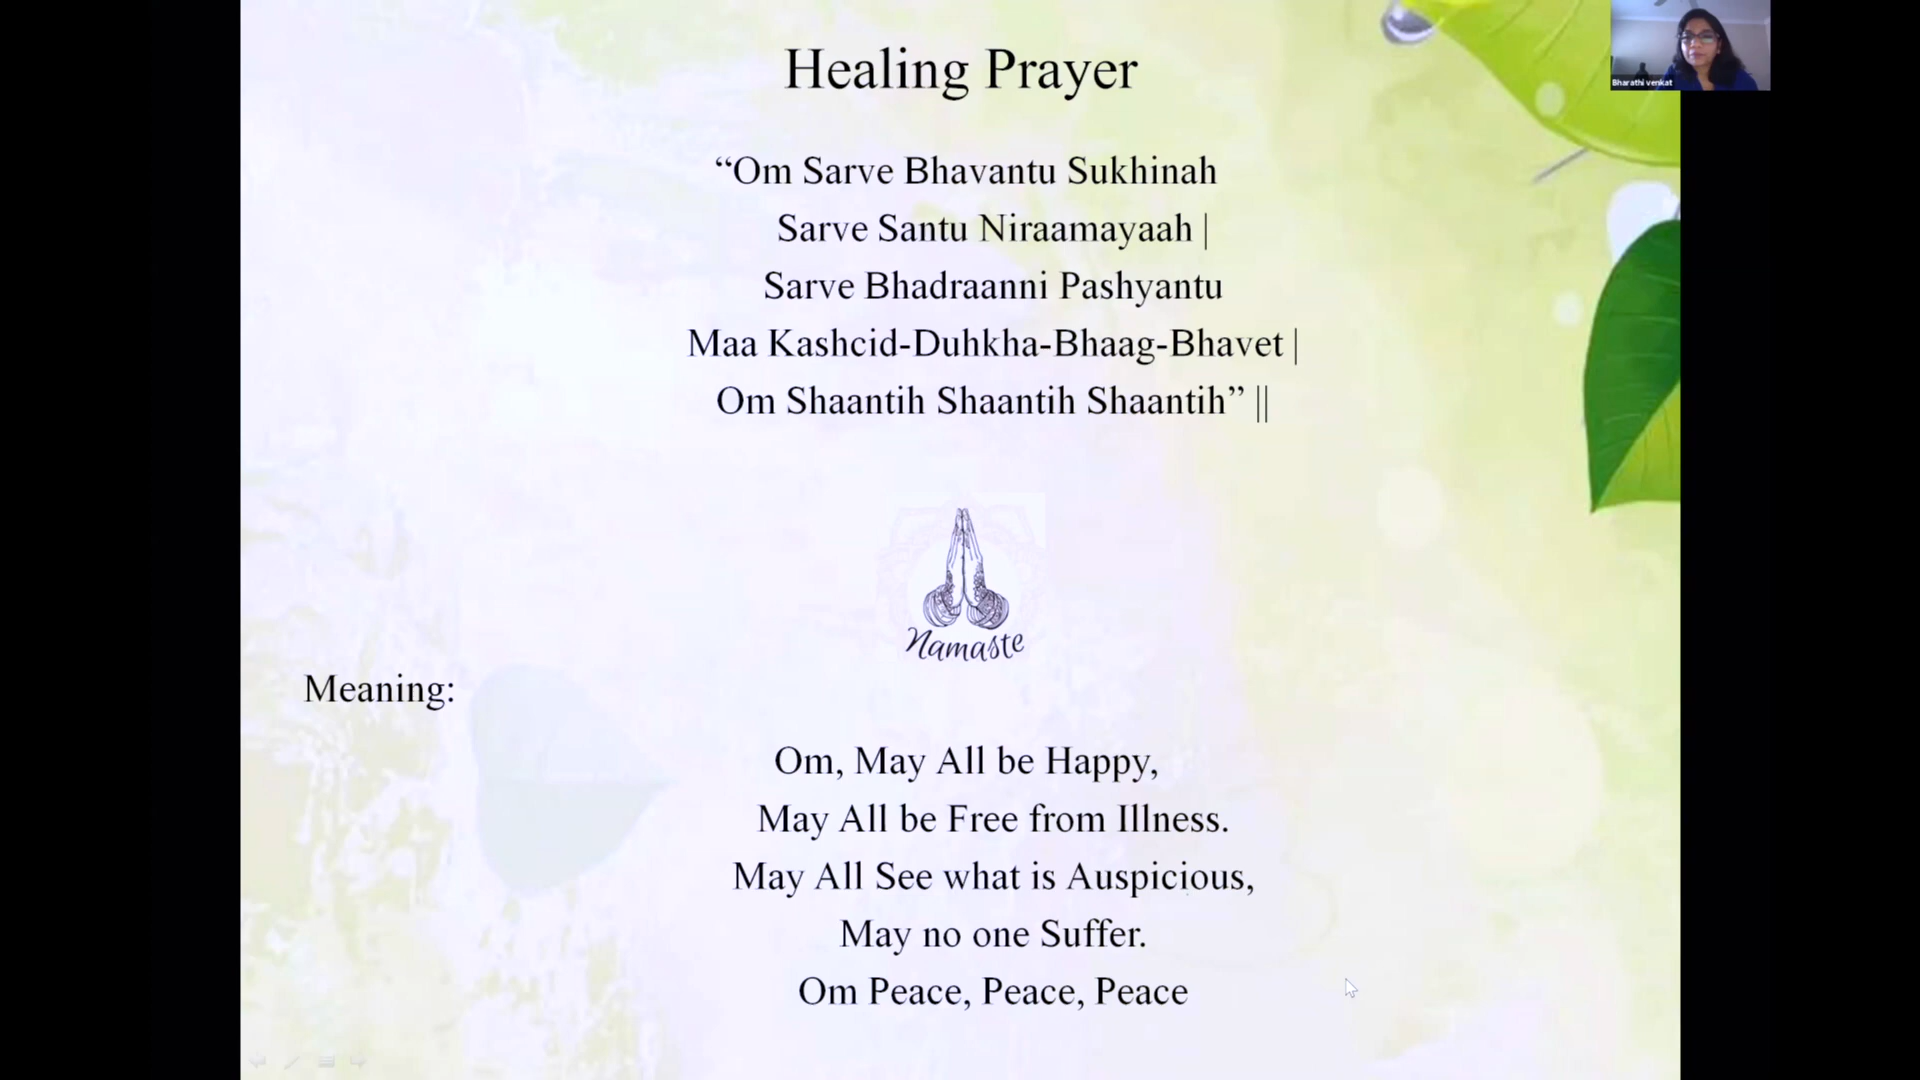 Healing Prayer
Bharathi venkat
“Om Sarve Bhavantu Sukhinah
Sarve Santu Niraamayaah |
Sarve Bhadraanni Pashyantu
Maa Kashcid-Duhkha-Bhaag-Bhavet |
Om Shaantih Shaantih Shaantih” ||
Namaste
Meaning:
Om, May All be Happy,
May All be Free from Illness.
May All See what is Auspicious,
May no one Suffer.
Om Peace, Peace, Peace